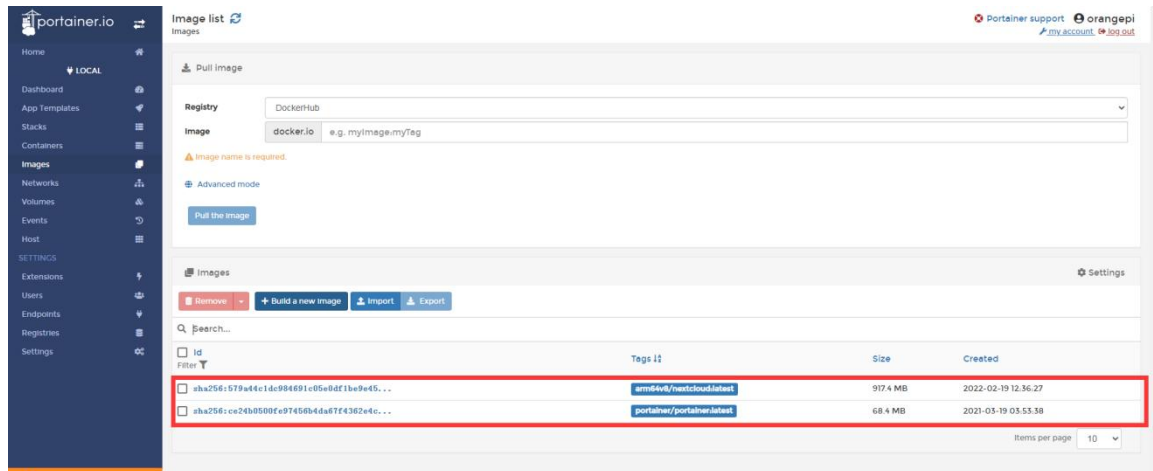 portainer.io
Home
LOCAL
Dashboard
App Templates
Stacks
Containers
Images
Networks
Volumes
Events
Host
SETTINGS
Extensions
Users
Endpoints
Registries
Settings
Image list
Images
Portainer support orangepi
my account log out
Pull image
Registry DockerHub
Image docker.io e.g. myImage:myTag
Image name is required.
Advanced mode
Pull the image
Images Settings
Remove Build a new image Import Export
Search...
Id Tags Size Created
Filter
sha256:579a44c1dc984691c05e0df1be9e45... arm64v8/nextcloud:latest 917.4 MB 2022-02-19 12:36:27
sha256:ce24b0500fe97456b4da67f4362e4c... portainer/portainer:latest 68.4 MB 2021-03-19 03:53:38
Items per page 10